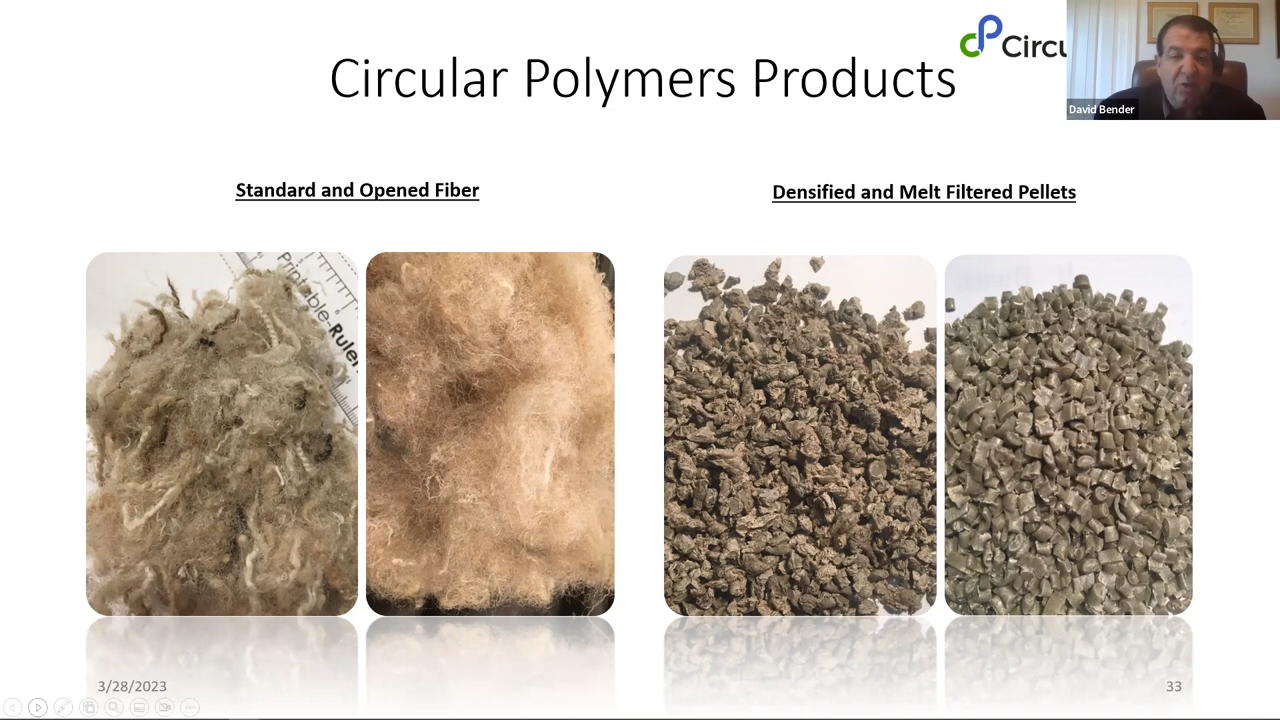 Circular Polymers Products
Circu
David Bender
Standard and Opened Fiber
Densified and Melt Filtered Pellets
Printable-Ruler
3/28/2023
33